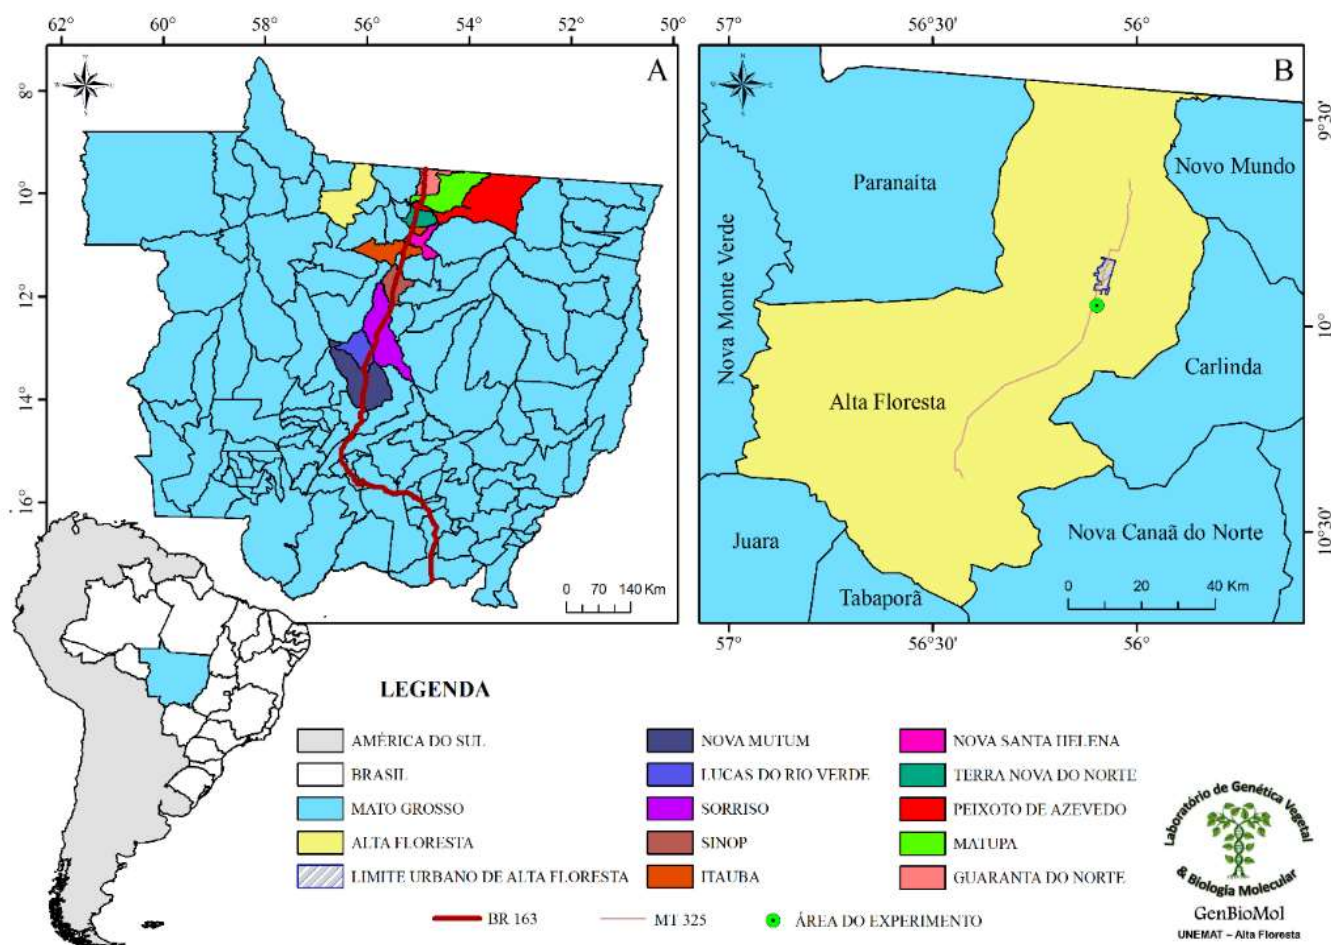 62° 60° 58° 56° 54° 52° 50°
A
8°
10°
12°
14°
16°
0 70 140 Km
57° 56°30' 56°
B
9°30'
10°
10°30'
Paranaíta
Novo Mundo
Nova Monte Verde
Alta Floresta
Carlinda
Juara
Nova Canaã do Norte
Tabaporã
0 20 40 Km
57° 56°30' 56°
LEGENDA
AMÉRICA DO SUL
BRASIL
MATO GROSSO
ALTA FLORESTA
LIMITE URBANO DE ALTA FLORESTA
NOVA MUTUM
LUCAS DO RIO VERDE
SORRISO
SINOP
ITAUBA
NOVA SANTA HELENA
TERRA NOVA DO NORTE
PEIXOTO DE AZEVEDO
MATUPA
GUARANTA DO NORTE
BR 163 MT 325 ÁREA DO EXPERIMENTO
Laboratório de Genética Vegetal
& Biologia Molecular
GenBioMol
UNEMAT – Alta Floresta